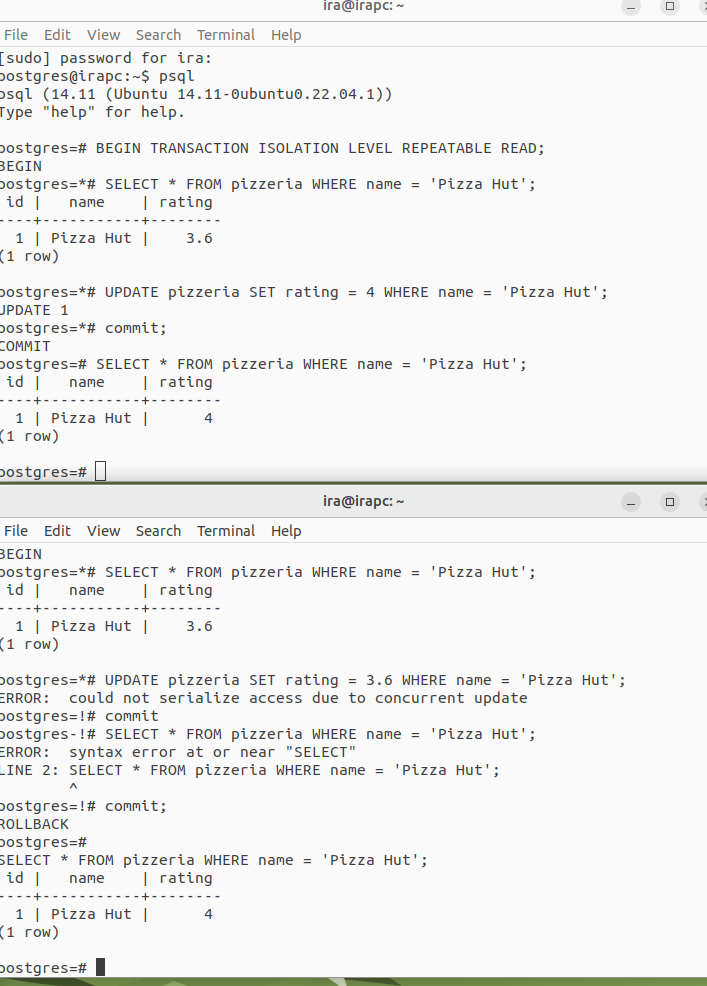 ira@irapc: ~
File Edit View Search Terminal Help
[sudo] password for ira:
postgres@irapc:~$ psql
psql (14.11 (Ubuntu 14.11-0ubuntu0.22.04.1))
Type "help" for help.
postgres=# BEGIN TRANSACTION ISOLATION LEVEL REPEATABLE READ;
BEGIN
postgres=*# SELECT * FROM pizzeria WHERE name = 'Pizza Hut';
 id |   name    | rating
----+-----------+--------
  1 | Pizza Hut |    3.6
(1 row)
postgres=*# UPDATE pizzeria SET rating = 4 WHERE name = 'Pizza Hut';
UPDATE 1
postgres=*# commit;
COMMIT
postgres=# SELECT * FROM pizzeria WHERE name = 'Pizza Hut';
 id |   name    | rating
----+-----------+--------
  1 | Pizza Hut |      4
(1 row)
postgres=#
ira@irapc: ~
File Edit View Search Terminal Help
BEGIN
postgres=*# SELECT * FROM pizzeria WHERE name = 'Pizza Hut';
 id |   name    | rating
----+-----------+--------
  1 | Pizza Hut |    3.6
(1 row)
postgres=*# UPDATE pizzeria SET rating = 3.6 WHERE name = 'Pizza Hut';
ERROR:  could not serialize access due to concurrent update
postgres=!# commit
postgres-!# SELECT * FROM pizzeria WHERE name = 'Pizza Hut';
ERROR:  syntax error at or near "SELECT"
LINE 2: SELECT * FROM pizzeria WHERE name = 'Pizza Hut';
        ^
postgres=!# commit;
ROLLBACK
postgres=#
SELECT * FROM pizzeria WHERE name = 'Pizza Hut';
 id |   name    | rating
----+-----------+--------
  1 | Pizza Hut |      4
(1 row)
postgres=#